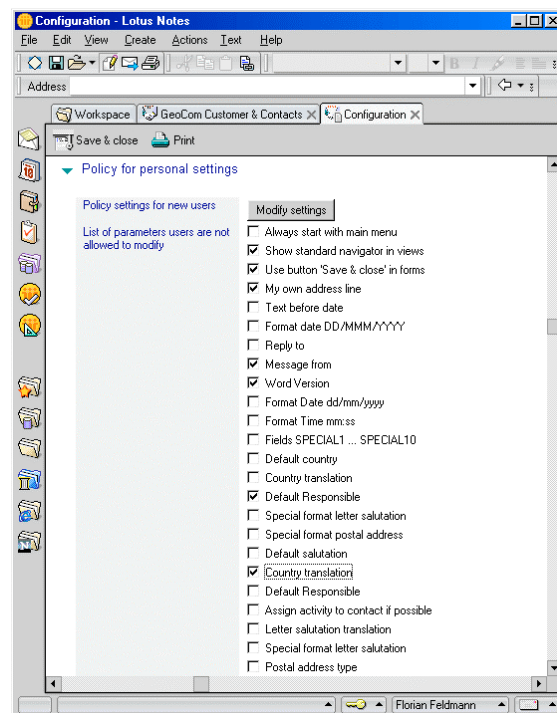 Configuration - Lotus Notes
File Edit View Create Actions Text Help
Address
Workspace GeoCom Customer & Contacts Configuration
Save & close Print
Policy for personal settings
Policy settings for new users Modify settings
List of parameters users are not
allowed to modify
Always start with main menu
Show standard navigator in views
Use button 'Save & close' in forms
My own address line
Text before date
Format date DD/MMM/YYYY
Reply to
Message from
Word Version
Format Date dd/mm/yyyy
Format Time mm:ss
Fields SPECIAL1 ... SPECIAL10
Default country
Country translation
Default Responsible
Special format letter salutation
Special format postal address
Default salutation
Country translation
Default Responsible
Assign activity to contact if possible
Letter salutation translation
Special format letter salutation
Postal address type
Florian Feldmann